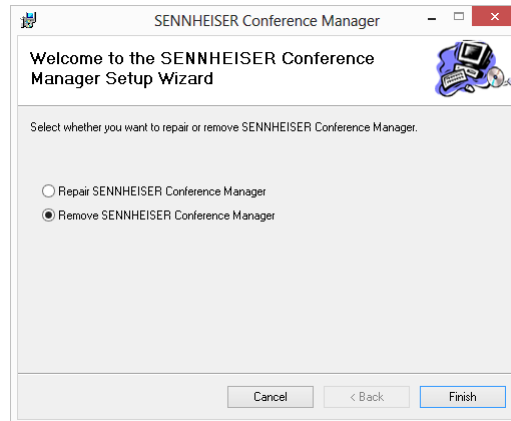 SENNHEISER Conference Manager
Welcome to the SENNHEISER Conference
Manager Setup Wizard
Select whether you want to repair or remove SENNHEISER Conference Manager.
Repair SENNHEISER Conference Manager
Remove SENNHEISER Conference Manager
Cancel
< Back
Finish